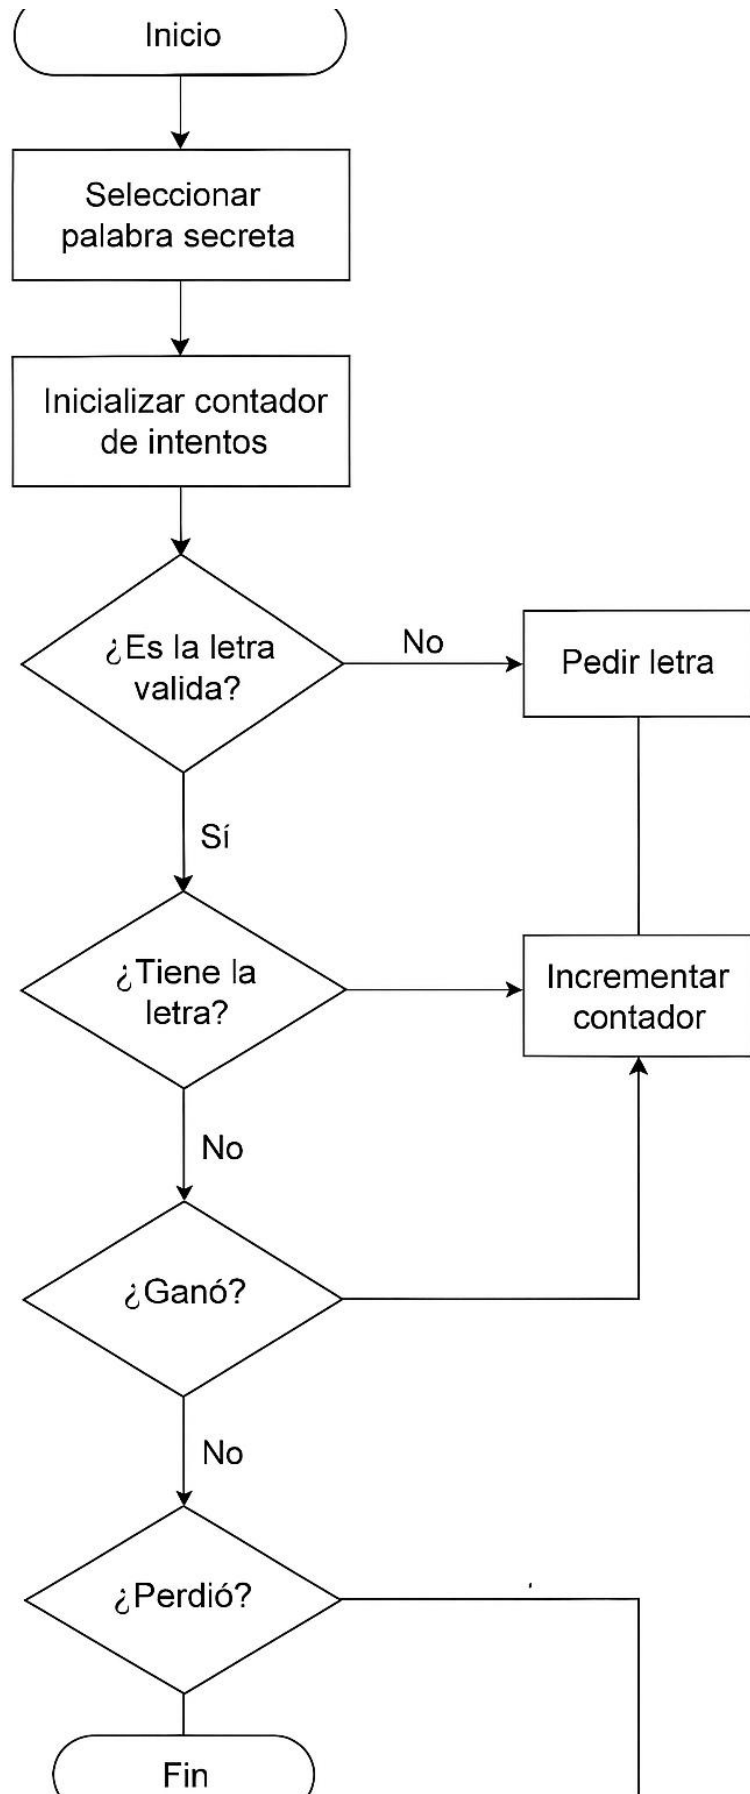 Inicio
Seleccionar
palabra secreta
Inicializar contador
de intentos
¿Es la letra
valida?
No
Pedir letra
Sí
¿Tiene la
letra?
Incrementar
contador
No
¿Ganó?
No
¿Perdió?
Fin